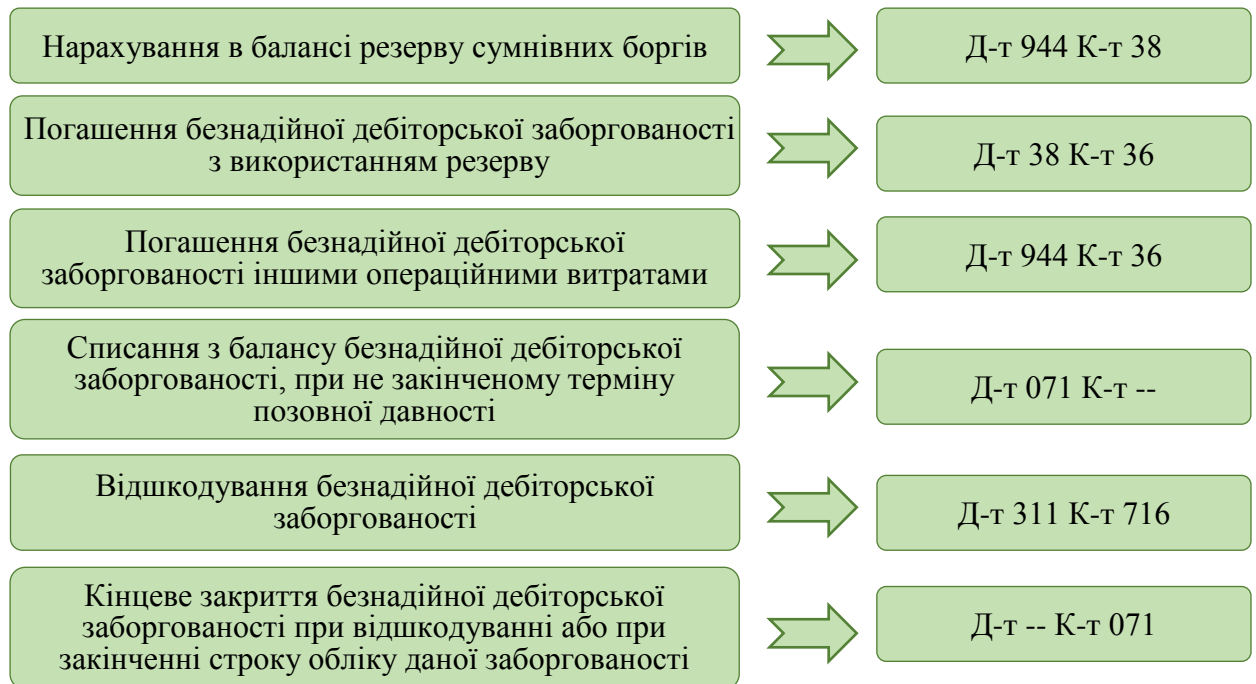 Нарахування в балансі резерву сумнівних боргів
Д-т 944 К-т 38
Погашення безнадійної дебіторської заборгованості
з використанням резерву
Д-т 38 К-т 36
Погашення безнадійної дебіторської
заборгованості іншими операційними витратами
Д-т 944 К-т 36
Списання з балансу безнадійної дебіторської
заборгованості, при не закінченому терміну
позовної давності
Д-т 071 К-т --
Відшкодування безнадійної дебіторської
заборгованості
Д-т 311 К-т 716
Кінцеве закриття безнадійної дебіторської
заборгованості при відшкодуванні або при
закінченні строку обліку даної заборгованості
Д-т -- К-т 071